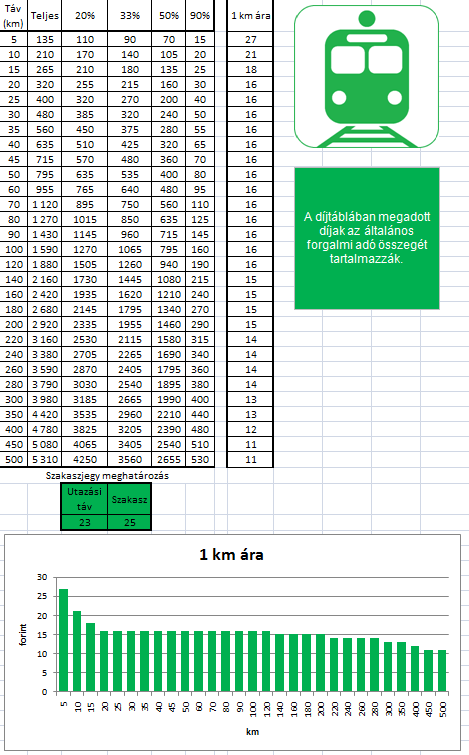 Táv (km) Teljes 20% 33% 50% 90% 1 km ára
5 135 110 90 70 15 27
10 210 170 140 105 20 21
15 265 210 180 135 25 18
20 320 255 215 160 30 16
25 400 320 270 200 40 16
30 480 385 320 240 50 16
35 560 450 375 280 55 16
40 635 510 425 320 65 16
45 715 570 480 360 70 16
50 795 635 535 400 80 16
60 955 765 640 480 95 16
70 1 120 895 750 560 110 16
80 1 270 1015 850 635 125 16
90 1 430 1145 960 715 145 16
100 1 590 1270 1065 795 160 16
120 1 880 1505 1260 940 190 16
140 2 160 1730 1445 1080 215 15
160 2 420 1935 1620 1210 240 15
180 2 680 2145 1795 1340 270 15
200 2 920 2335 1955 1460 290 15
220 3 160 2530 2115 1580 315 14
240 3 380 2705 2265 1690 340 14
260 3 590 2870 2405 1795 360 14
280 3 790 3030 2540 1895 380 14
300 3 980 3185 2665 1990 400 13
350 4 420 3535 2960 2210 440 13
400 4 780 3825 3205 2390 480 12
450 5 080 4065 3405 2540 510 11
500 5 310 4250 3560 2655 530 11
A díjtáblában megadott
díjak az általános
forgalmi adó összegét
tartalmazzák.
Szakaszjegy meghatározás
Utazási táv Szakasz
23 25
1 km ára
forint
30
25
20
15
10
5
0
5 10 15 20 25 30 35 40 45 50 60 70 80 90 100 120 140 160 180 200 220 240 260 280 300 350 400 450 500
km